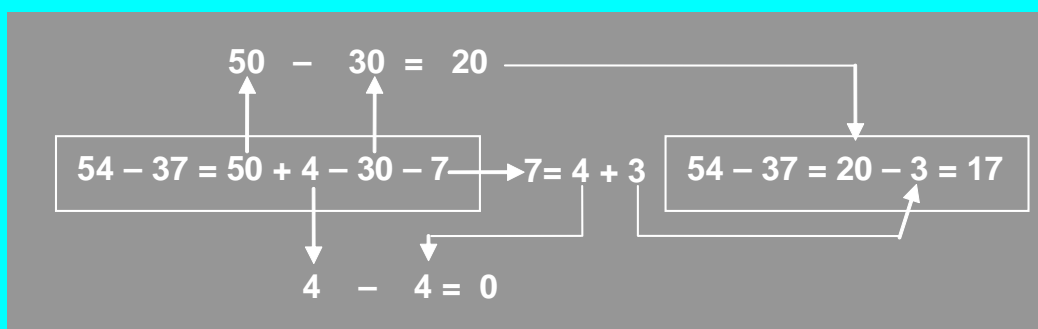 50 – 30 = 20
54 – 37 = 50 + 4 – 30 – 7 7= 4 + 3 54 – 37 = 20 – 3 = 17
4 – 4 = 0